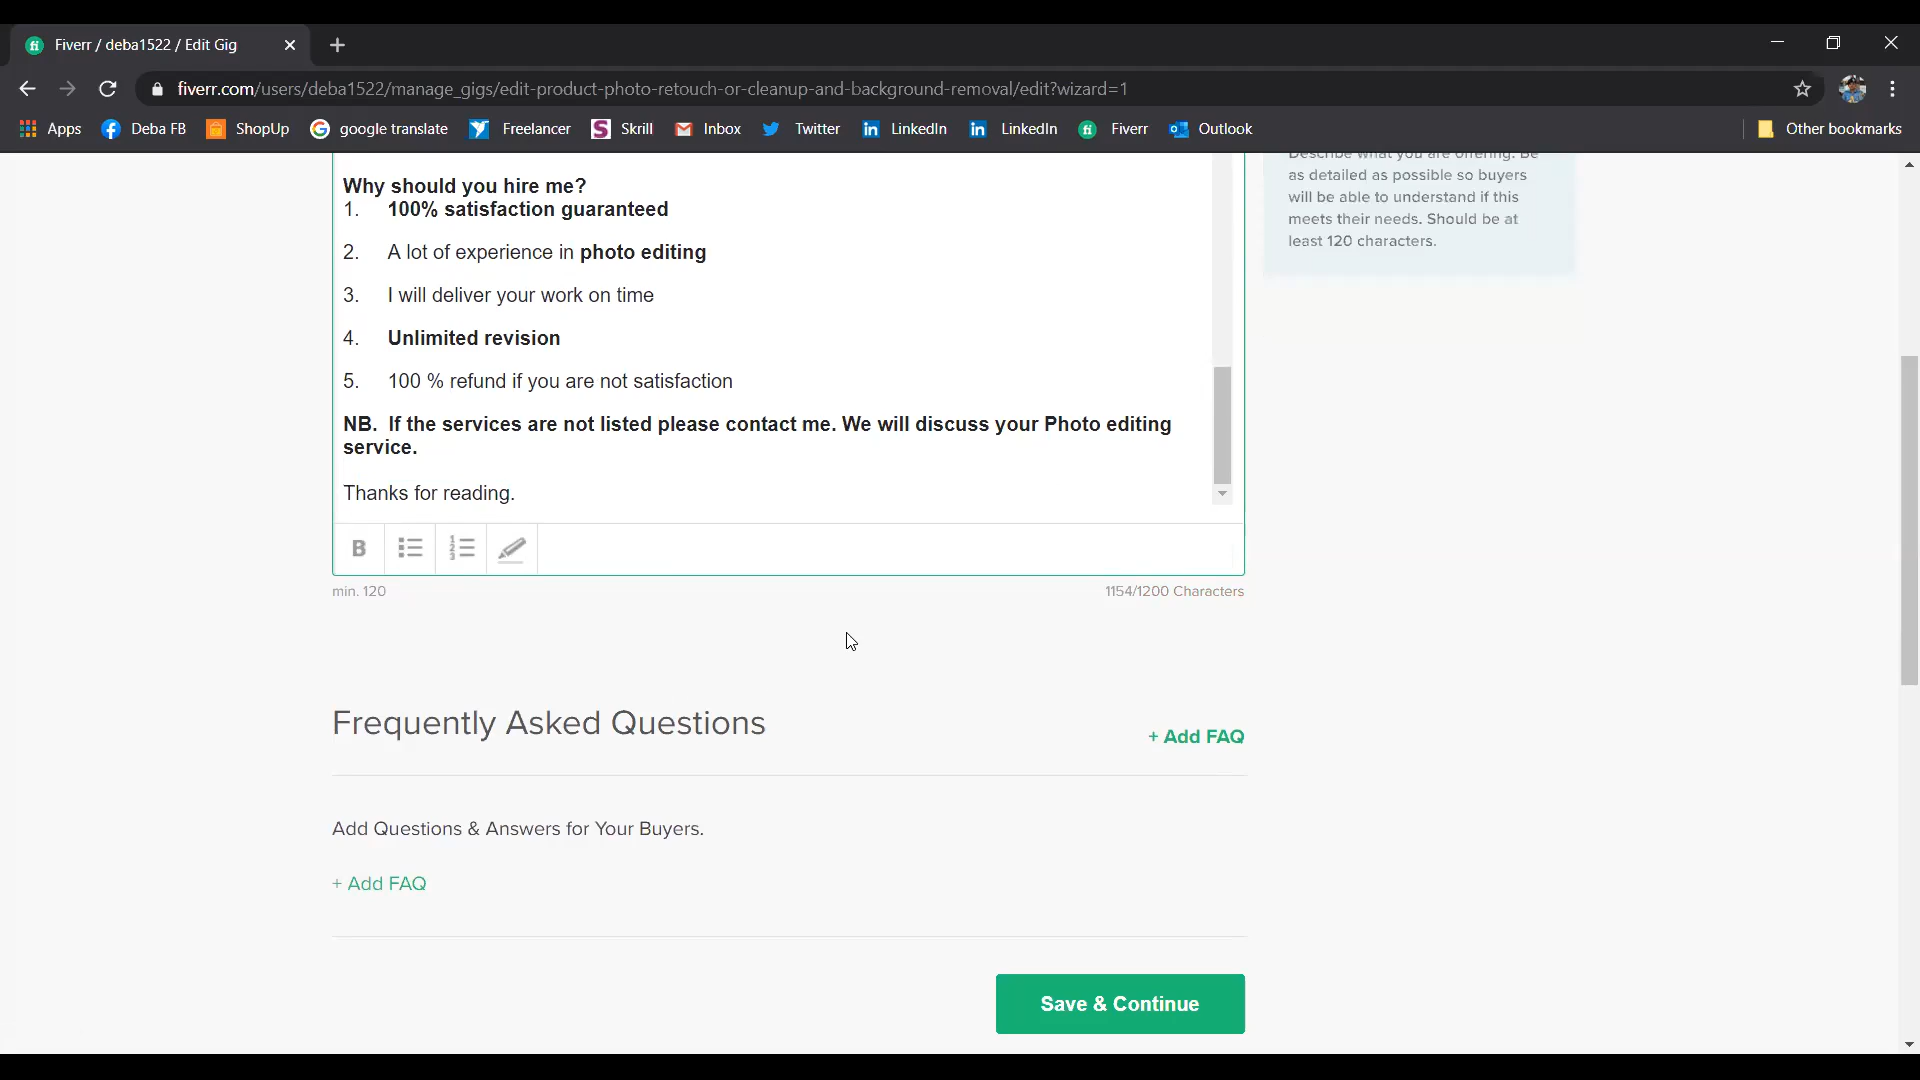 Fiverr / deba1522 / Edit Gig
fiverr.com/users/deba1522/manage_gigs/edit-product-photo-retouch-or-cleanup-and-background-removal/edit?wizard=1
Apps Deba FB ShopUp google translate Freelancer Skrill Inbox Twitter LinkedIn LinkedIn Fiverr Outlook Other bookmarks
Why should you hire me?
1. 100% satisfaction guaranteed
2. A lot of experience in photo editing
3. I will deliver your work on time
4. Unlimited revision
5. 100 % refund if you are not satisfaction
NB. If the services are not listed please contact me. We will discuss your Photo editing
service.
Thanks for reading.
B
min. 120 1154/1200 Characters
Describe what you are offering. Be
as detailed as possible so buyers
will be able to understand if this
meets their needs. Should be at
least 120 characters.
Frequently Asked Questions
+ Add FAQ
Add Questions & Answers for Your Buyers.
+ Add FAQ
Save & Continue